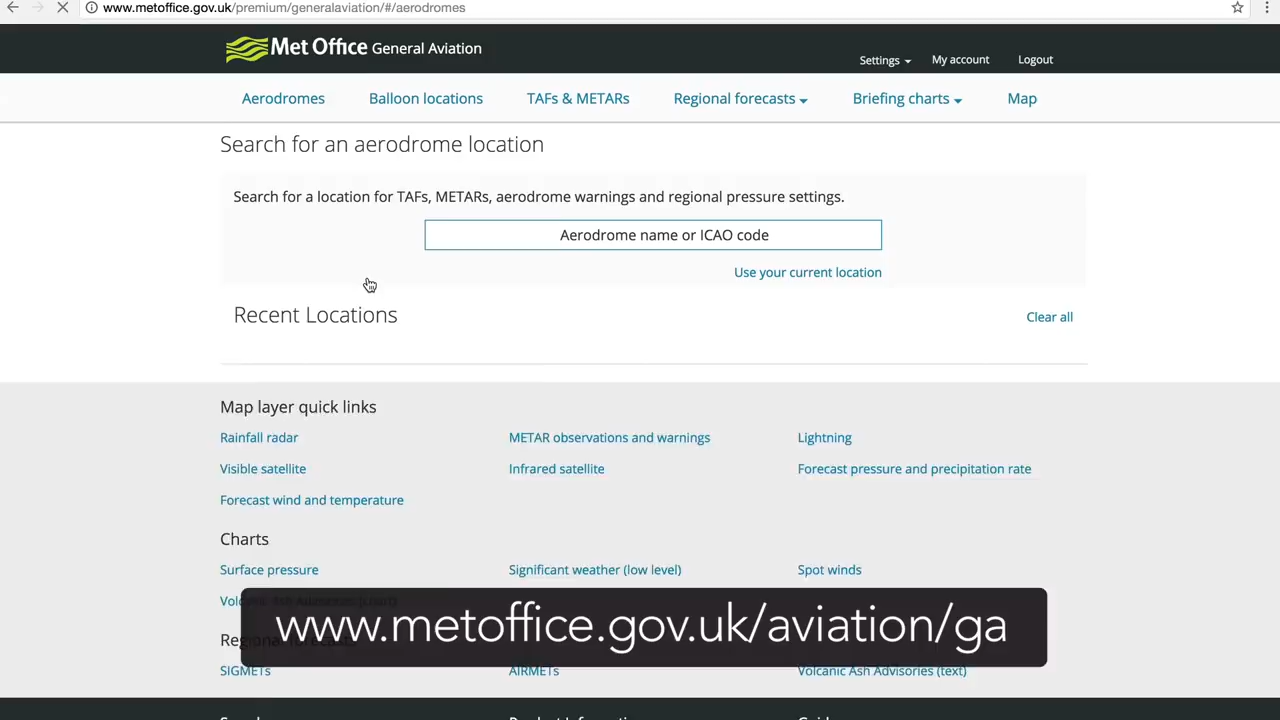 www.metoffice.gov.uk/premium/generalaviation/#/aerodromes
Met Office General Aviation
Settings
My account
Logout
Aerodromes
Balloon locations
TAFs & METARs
Regional forecasts
Briefing charts
Map
Search for an aerodrome location
Search for a location for TAFs, METARs, aerodrome warnings and regional pressure settings.
Aerodrome name or ICAO code
Use your current location
Recent Locations
Clear all
Map layer quick links
Rainfall radar
METAR observations and warnings
Lightning
Visible satellite
Infrared satellite
Forecast pressure and precipitation rate
Forecast wind and temperature
Charts
Surface pressure
Significant weather (low level)
Spot winds
www.metoffice.gov.uk/aviation/ga
SIGMETs
AIRMETs
Volcanic Ash Advisories (text)